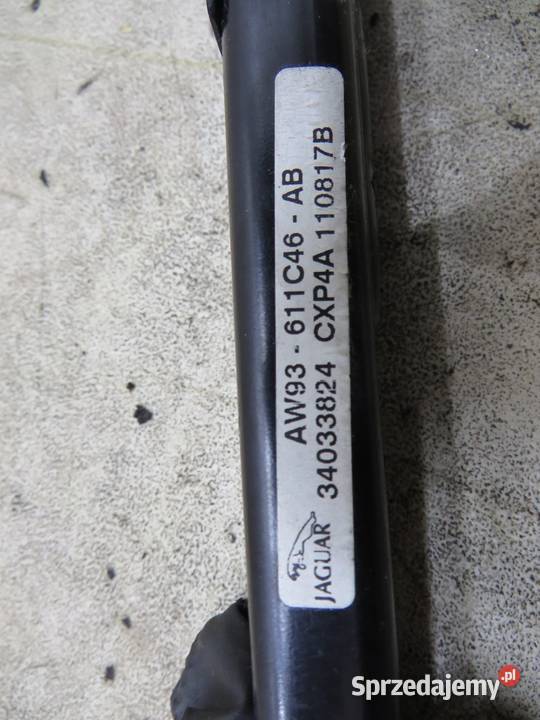 AW93 - 611C46 - AB
34033824 CXP4A 110817B
JAGUAR
Sprzedajemy.pl